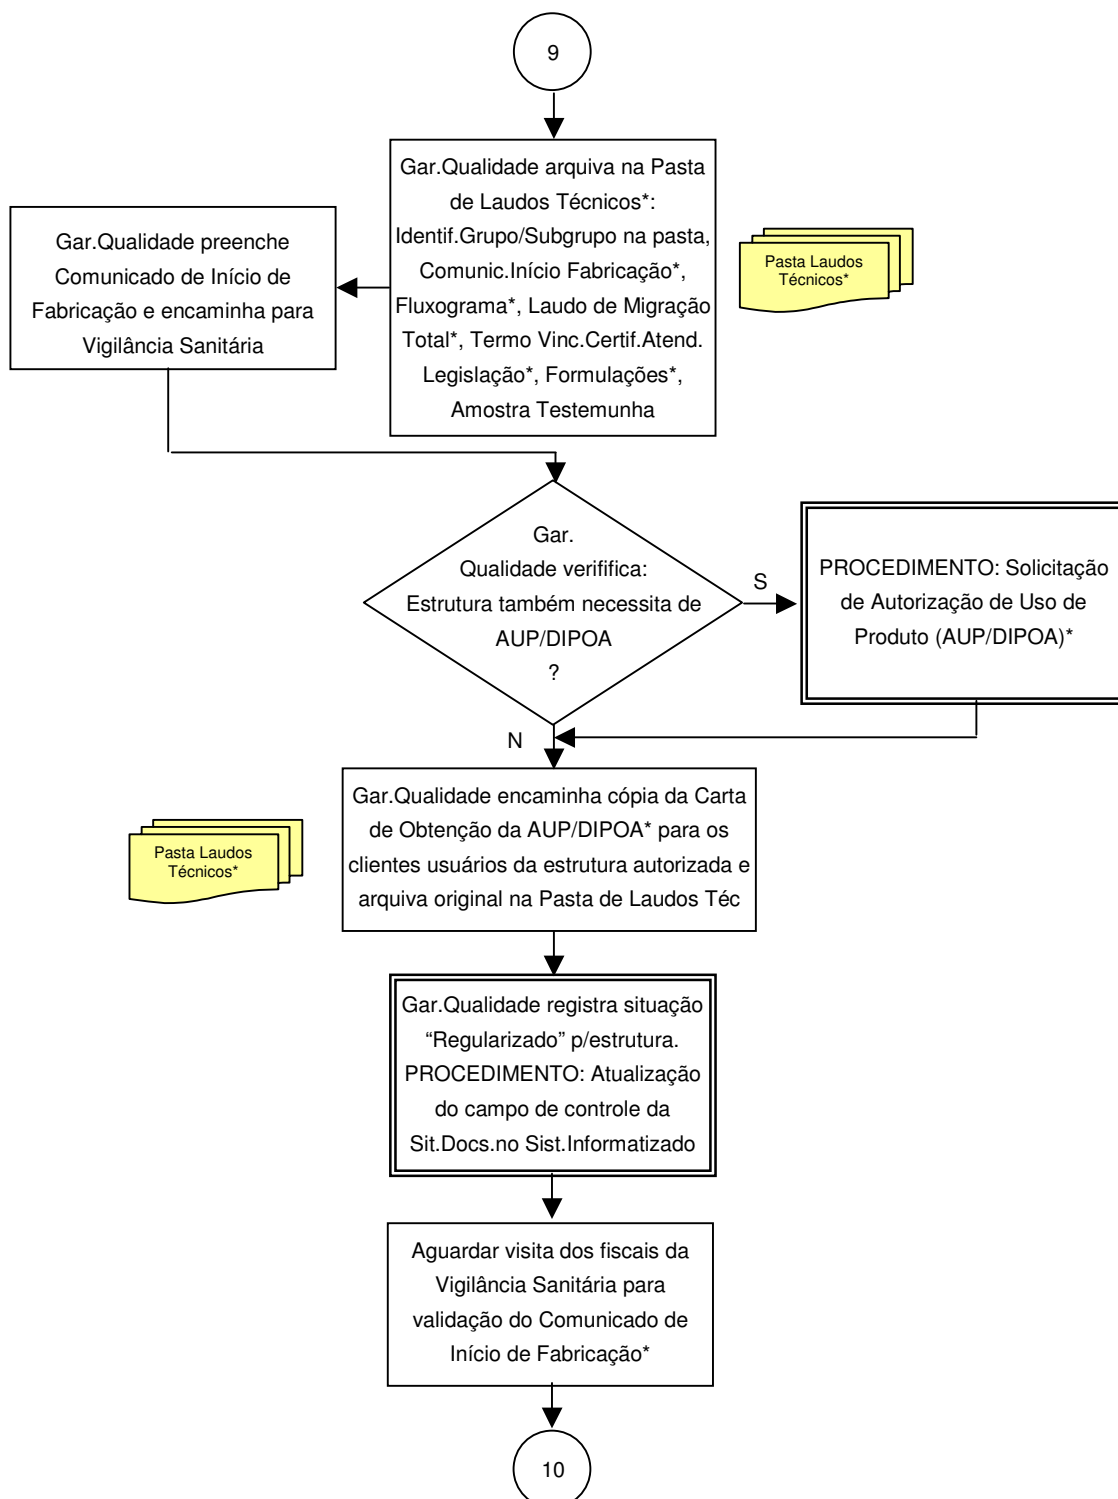 9
Gar.Qualidade arquiva na Pasta
de Laudos Técnicos*:
Identif.Grupo/Subgrupo na pasta,
Comunic.Início Fabricação*,
Fluxograma*, Laudo de Migração
Total*, Termo Vinc.Certif.Atend.
Legislação*, Formulações*,
Amostra Testemunha
Pasta Laudos
Técnicos*
Gar.Qualidade preenche
Comunicado de Início de
Fabricação e encaminha para
Vigilância Sanitária
Gar.
Qualidade verififica:
Estrutura também necessita de
AUP/DIPOA
?
S
PROCEDIMENTO: Solicitação
de Autorização de Uso de
Produto (AUP/DIPOA)*
N
Gar.Qualidade encaminha cópia da Carta
de Obtenção da AUP/DIPOA* para os
clientes usuários da estrutura autorizada e
arquiva original na Pasta de Laudos Téc
Pasta Laudos
Técnicos*
Gar.Qualidade registra situação
“Regularizado” p/estrutura.
PROCEDIMENTO: Atualização
do campo de controle da
Sit.Docs.no Sist.Informatizado
Aguardar visita dos fiscais da
Vigilância Sanitária para
validação do Comunicado de
Início de Fabricação*
10